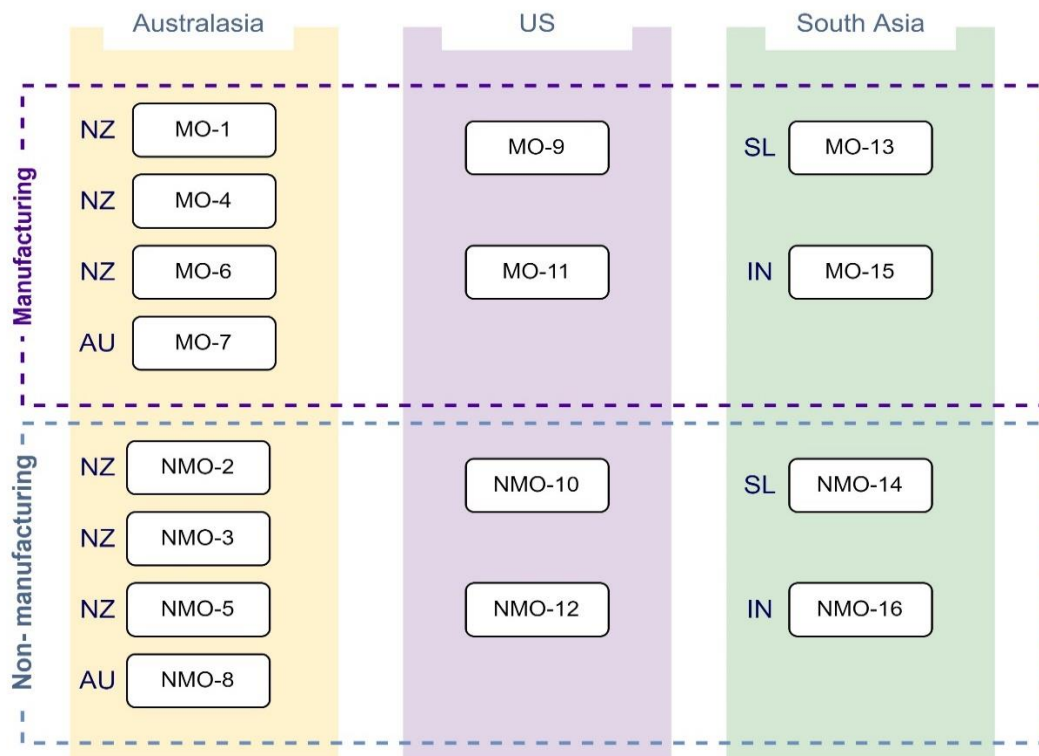 Australasia
US
South Asia
Manufacturing
NZ MO-1
MO-9
SL MO-13
NZ MO-4
NZ MO-6
MO-11
IN MO-15
AU MO-7
Non- manufacturing
NZ NMO-2
NMO-10
SL NMO-14
NZ NMO-3
NZ NMO-5
NMO-12
IN NMO-16
AU NMO-8